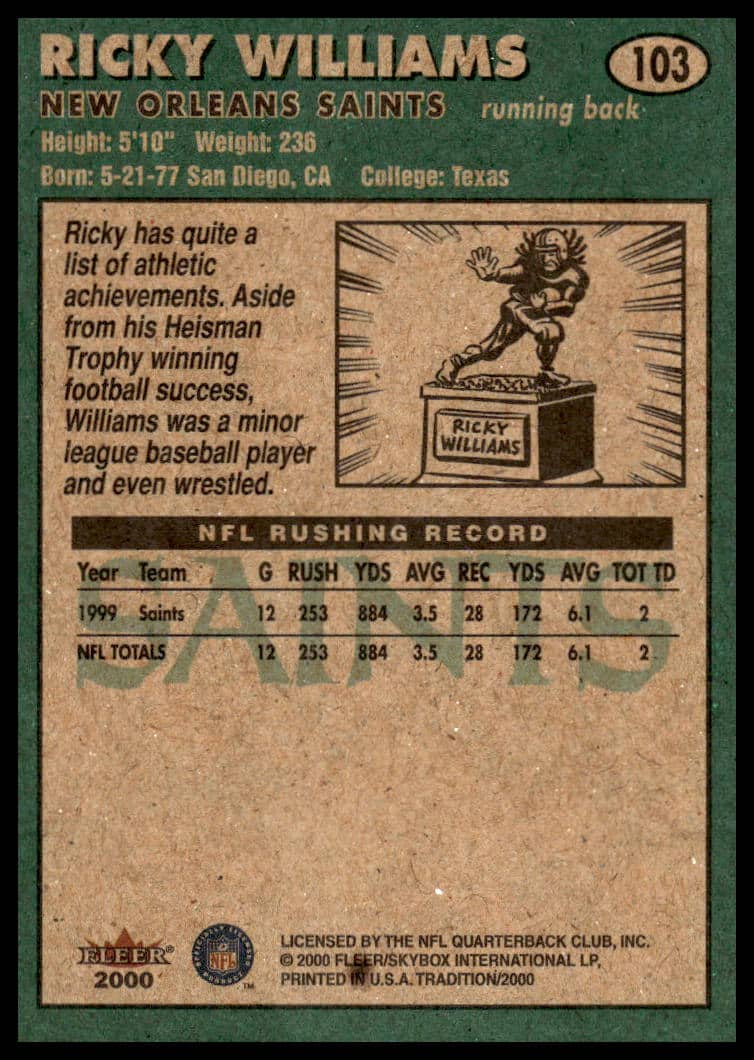 RICKY WILLIAMS
103
NEW ORLEANS SAINTS running back
Height: 5'10" Weight: 236
Born: 5-21-77 San Diego, CA College: Texas
Ricky has quite a
list of athletic
achievements. Aside
from his Heisman
Trophy winning
football success,
Williams was a minor
league baseball player
and even wrestled.
RICKY
WILLIAMS
NFL RUSHING RECORD
SAINTS
Year Team G RUSH YDS AVG REC YDS AVG TOT TD
1999 Saints 12 253 884 3.5 28 172 6.1 2
NFL TOTALS 12 253 884 3.5 28 172 6.1 2
FLEER®
2000
NFL
TM
LICENSED BY THE NFL QUARTERBACK CLUB, INC.
© 2000 FLEER/SKYBOX INTERNATIONAL LP,
PRINTED IN U.S.A. TRADITION/2000